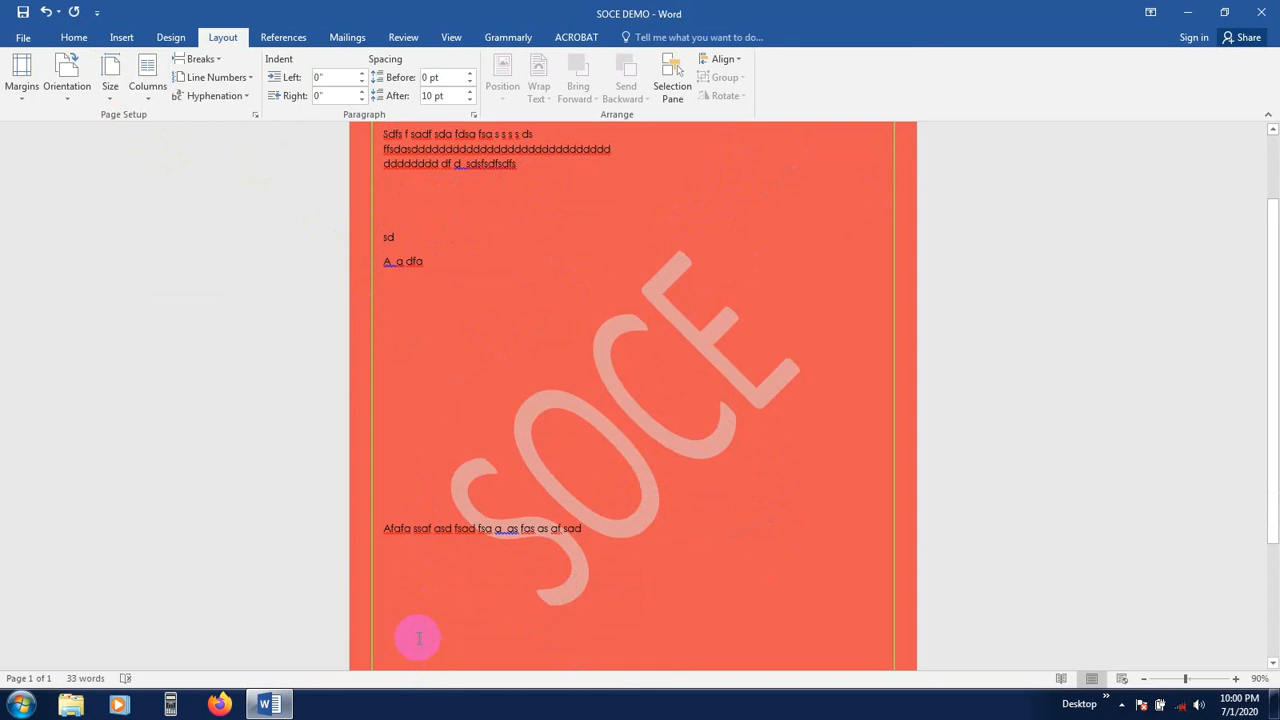 SOCE DEMO - Word
File Home Insert Design Layout References Mailings Review View Grammarly ACROBAT Tell me what you want to do... Sign in Share
Margins Orientation Size Columns
Breaks
Line Numbers
Hyphenation
Page Setup
Indent Spacing
Left: 0" Before: 0 pt
Right: 0" After: 10 pt
Paragraph
Position Wrap Text Bring Forward Send Backward Selection Pane
Align
Group
Rotate
Arrange
Sdfs f sadf sda fdsa fsa s s s s ds
ffsdasddddddddddddddddddddddddddddd
dddddddd df d sdsfsdfsdfs
sd
A a dfa
SOCE
Afafa ssaf asd fsad fsa a as fas as af sad
Page 1 of 1 33 words 90%
Desktop 10:00 PM
7/1/2020